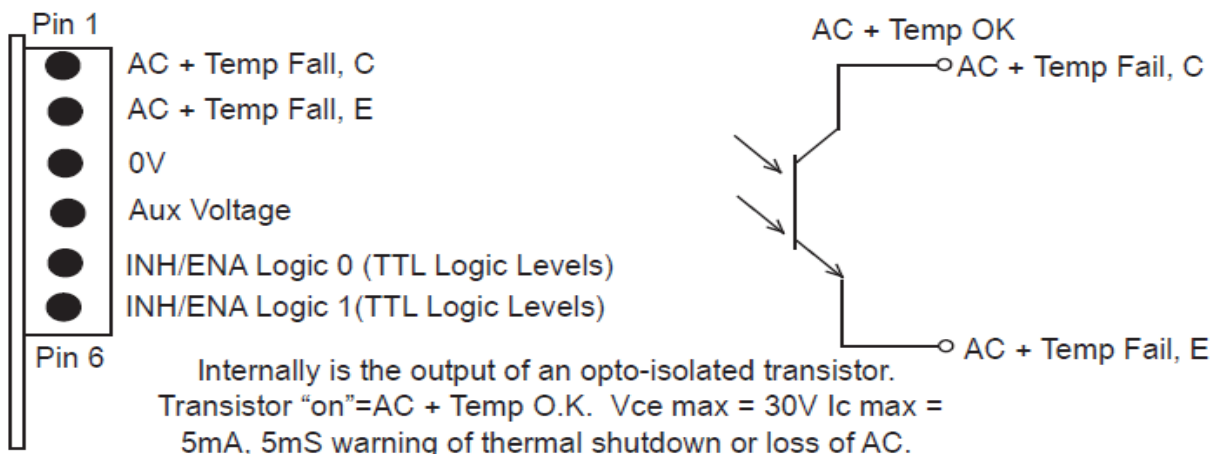 Pin 1
AC + Temp Fall, C
AC + Temp Fall, E
0V
Aux Voltage
INH/ENA Logic 0 (TTL Logic Levels)
INH/ENA Logic 1(TTL Logic Levels)
Pin 6
AC + Temp OK
AC + Temp Fail, C
AC + Temp Fail, E
Internally is the output of an opto-isolated transistor.
Transistor “on”=AC + Temp O.K. Vce max = 30V Ic max =
5mA, 5mS warning of thermal shutdown or loss of AC.